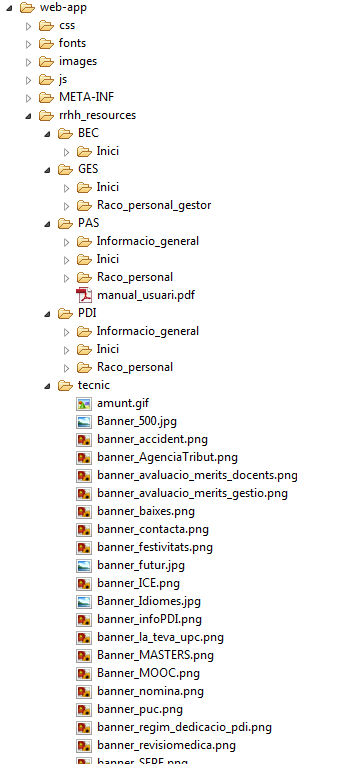 web-app
css
fonts
images
js
META-INF
rrhh_resources
BEC
Inici
GES
Inici
Raco_personal_gestor
PAS
Informacio_general
Inici
Raco_personal
manual_usuari.pdf
PDI
Informacio_general
Inici
Raco_personal
tecnic
amunt.gif
Banner_500.jpg
banner_accident.png
banner_AgenciaTribut.png
banner_avaluacio_merits_docents.png
banner_avaluacio_merits_gestio.png
banner_baixes.png
banner_contacta.png
banner_festivitats.png
banner_futur.jpg
banner_ICE.png
Banner_Idiomes.jpg
banner_infoPDI.png
banner_la_teva_upc.png
Banner_MASTERS.png
Banner_MOOC.png
banner_nomina.png
banner_puc.png
banner_regim_dedicacio_pdi.png
banner_revisiomedica.png